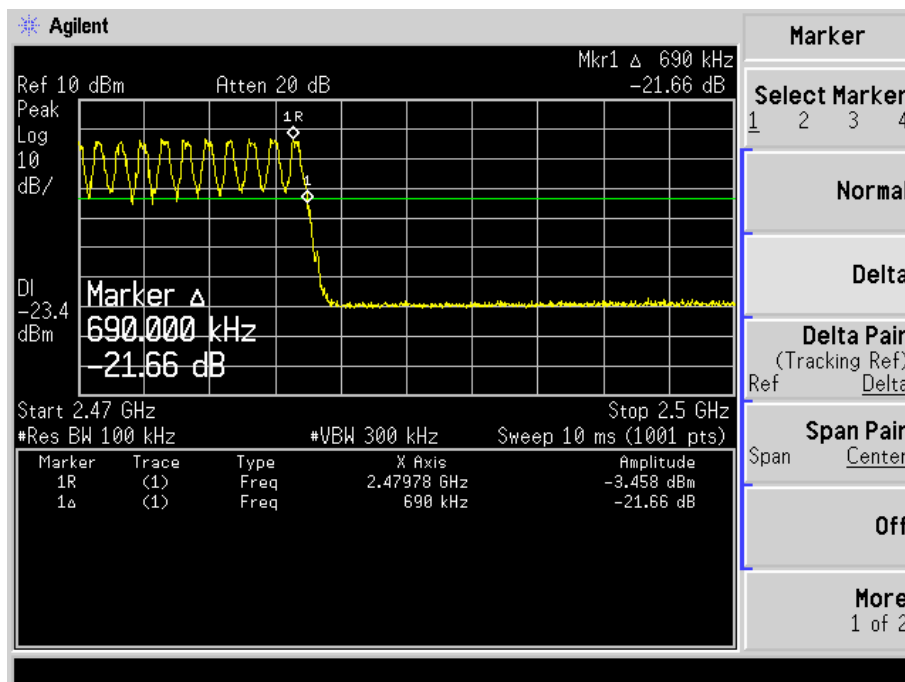 Agilent
Marker
Mkr1 Δ 690 kHz
Ref 10 dBm Atten 20 dB -21.66 dB
Peak
Log
10
dB/
1R
1
DI
-23.4
dBm
Marker Δ
690.000 kHz
-21.66 dB
Start 2.47 GHz Stop 2.5 GHz
#Res BW 100 kHz #VBW 300 kHz Sweep 10 ms (1001 pts)
Marker Trace Type X Axis Amplitude
1R (1) Freq 2.47978 GHz -3.458 dBm
1Δ (1) Freq 690 kHz -21.66 dB
Select Marker
1 2 3 4
Normal
Delta
Delta Pair
(Tracking Ref)
Ref Delta
Span Pair
Span Center
Off
More
1 of 2